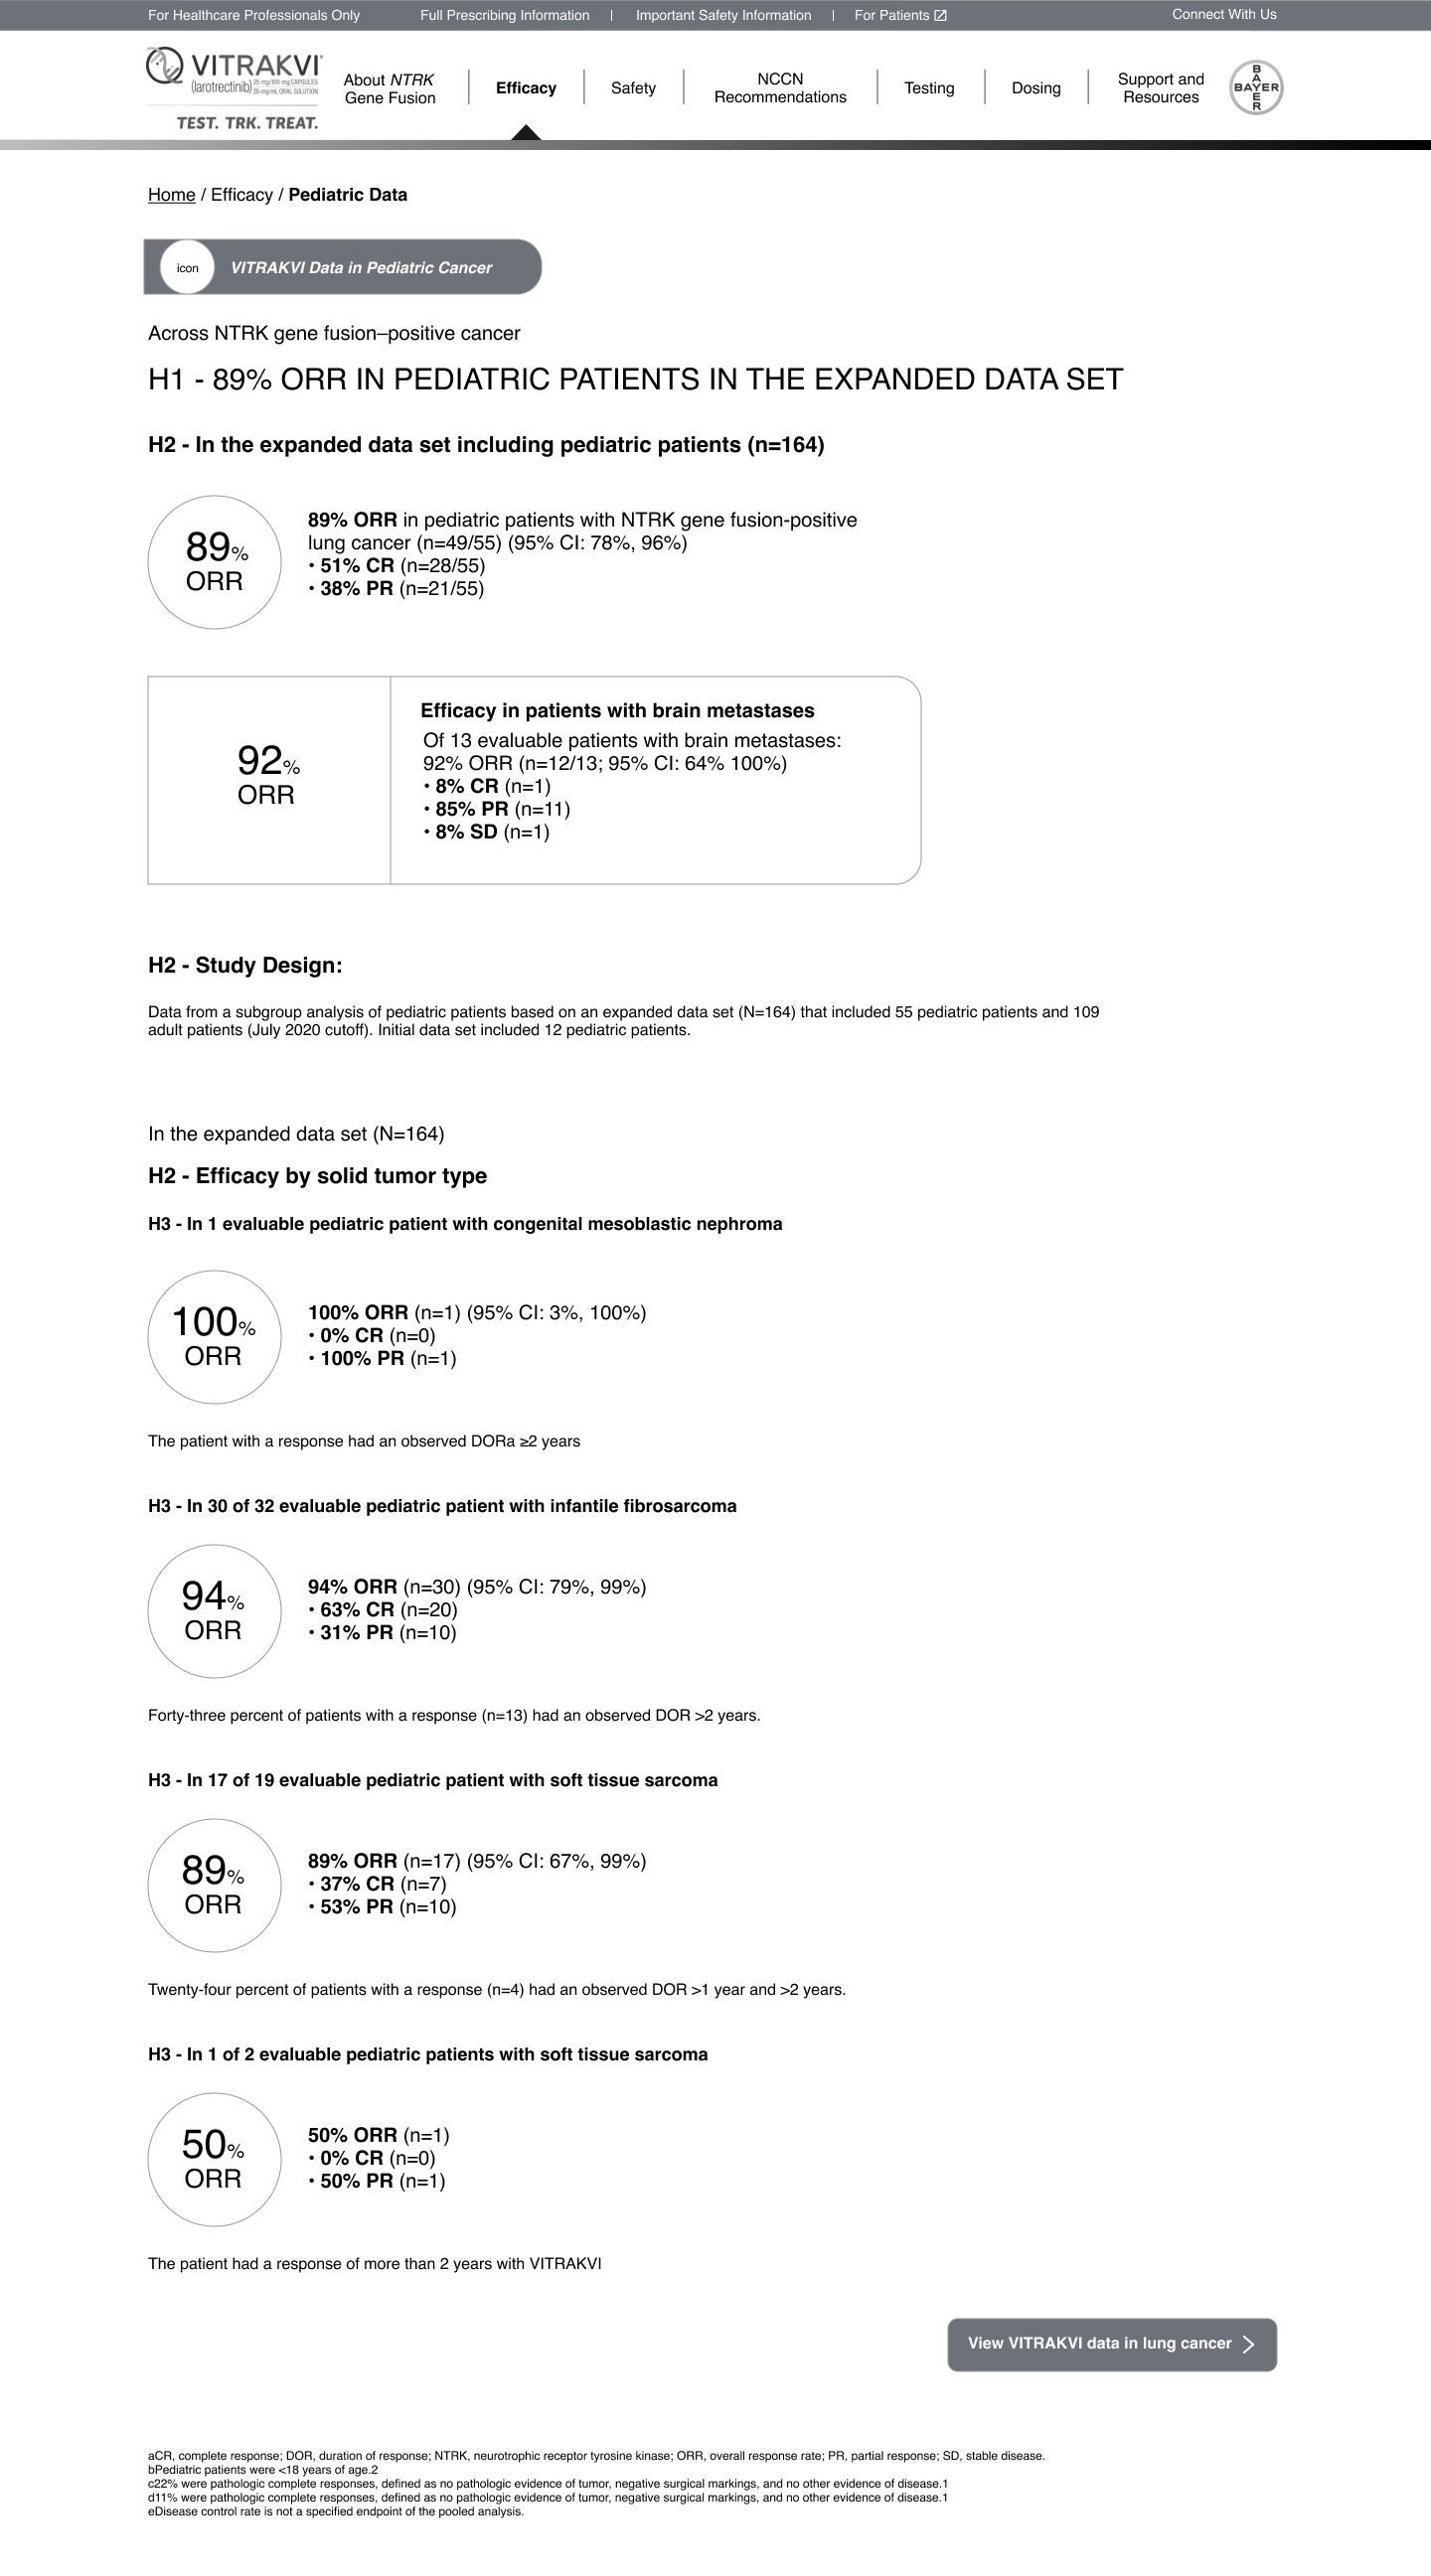 For Healthcare Professionals Only
Full Prescribing Information | Important Safety Information | For Patients
Connect With Us
VITRAKVI®
(larotrectinib) 25 mg/100 mg CAPSULES
20 mg/mL ORAL SOLUTION
TEST. TRK. TREAT.
About NTRK
Gene Fusion
Efficacy
Safety
NCCN
Recommendations
Testing
Dosing
Support and
Resources
BAYER
BAYER
Home / Efficacy / Pediatric Data
icon
VITRAKVI Data in Pediatric Cancer
Across NTRK gene fusion–positive cancer
H1 - 89% ORR IN PEDIATRIC PATIENTS IN THE EXPANDED DATA SET
H2 - In the expanded data set including pediatric patients (n=164)
89%
ORR
89% ORR in pediatric patients with NTRK gene fusion-positive
lung cancer (n=49/55) (95% CI: 78%, 96%)
• 51% CR (n=28/55)
• 38% PR (n=21/55)
92%
ORR
Efficacy in patients with brain metastases
Of 13 evaluable patients with brain metastases:
92% ORR (n=12/13; 95% CI: 64% 100%)
• 8% CR (n=1)
• 85% PR (n=11)
• 8% SD (n=1)
H2 - Study Design:
Data from a subgroup analysis of pediatric patients based on an expanded data set (N=164) that included 55 pediatric patients and 109
adult patients (July 2020 cutoff). Initial data set included 12 pediatric patients.
In the expanded data set (N=164)
H2 - Efficacy by solid tumor type
H3 - In 1 evaluable pediatric patient with congenital mesoblastic nephroma
100%
ORR
100% ORR (n=1) (95% CI: 3%, 100%)
• 0% CR (n=0)
• 100% PR (n=1)
The patient with a response had an observed DORa ≥2 years
H3 - In 30 of 32 evaluable pediatric patient with infantile fibrosarcoma
94%
ORR
94% ORR (n=30) (95% CI: 79%, 99%)
• 63% CR (n=20)
• 31% PR (n=10)
Forty-three percent of patients with a response (n=13) had an observed DOR >2 years.
H3 - In 17 of 19 evaluable pediatric patient with soft tissue sarcoma
89%
ORR
89% ORR (n=17) (95% CI: 67%, 99%)
• 37% CR (n=7)
• 53% PR (n=10)
Twenty-four percent of patients with a response (n=4) had an observed DOR >1 year and >2 years.
H3 - In 1 of 2 evaluable pediatric patients with soft tissue sarcoma
50%
ORR
50% ORR (n=1)
• 0% CR (n=0)
• 50% PR (n=1)
The patient had a response of more than 2 years with VITRAKVI
View VITRAKVI data in lung cancer
aCR, complete response; DOR, duration of response; NTRK, neurotrophic receptor tyrosine kinase; ORR, overall response rate; PR, partial response; SD, stable disease.
bPediatric patients were <18 years of age.2
c22% were pathologic complete responses, defined as no pathologic evidence of tumor, negative surgical markings, and no other evidence of disease.1
d11% were pathologic complete responses, defined as no pathologic evidence of tumor, negative surgical markings, and no other evidence of disease.1
eDisease control rate is not a specified endpoint of the pooled analysis.